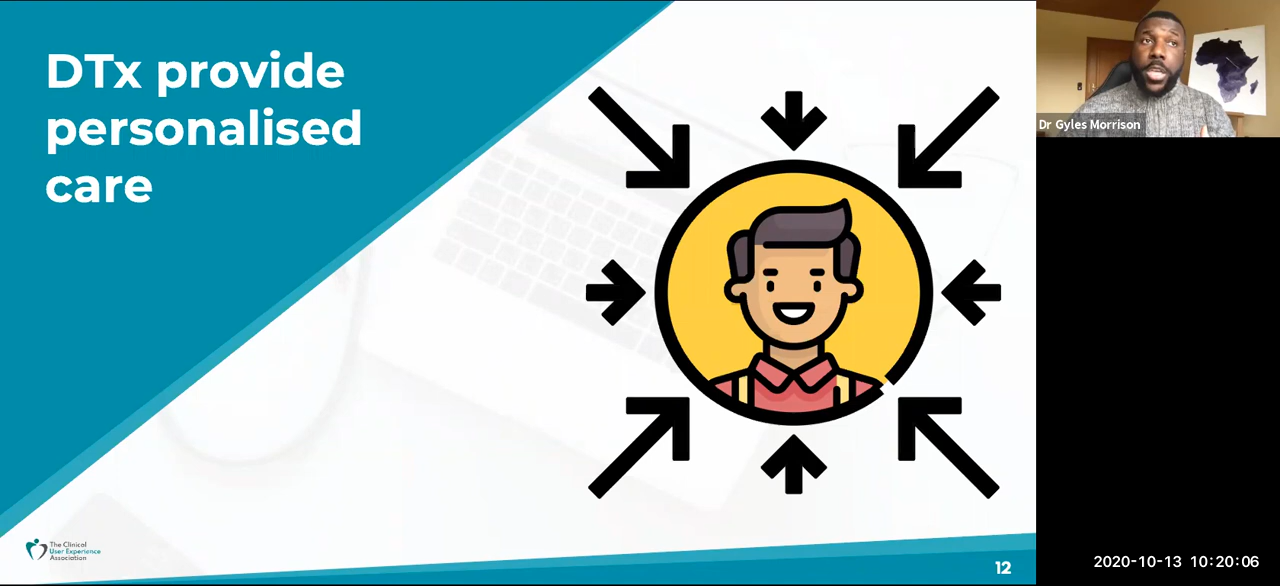 DTx provide
personalised
care
Dr Gyles Morrison
The Clinical
User Experience
Association
12
2020-10-13 10:20:06